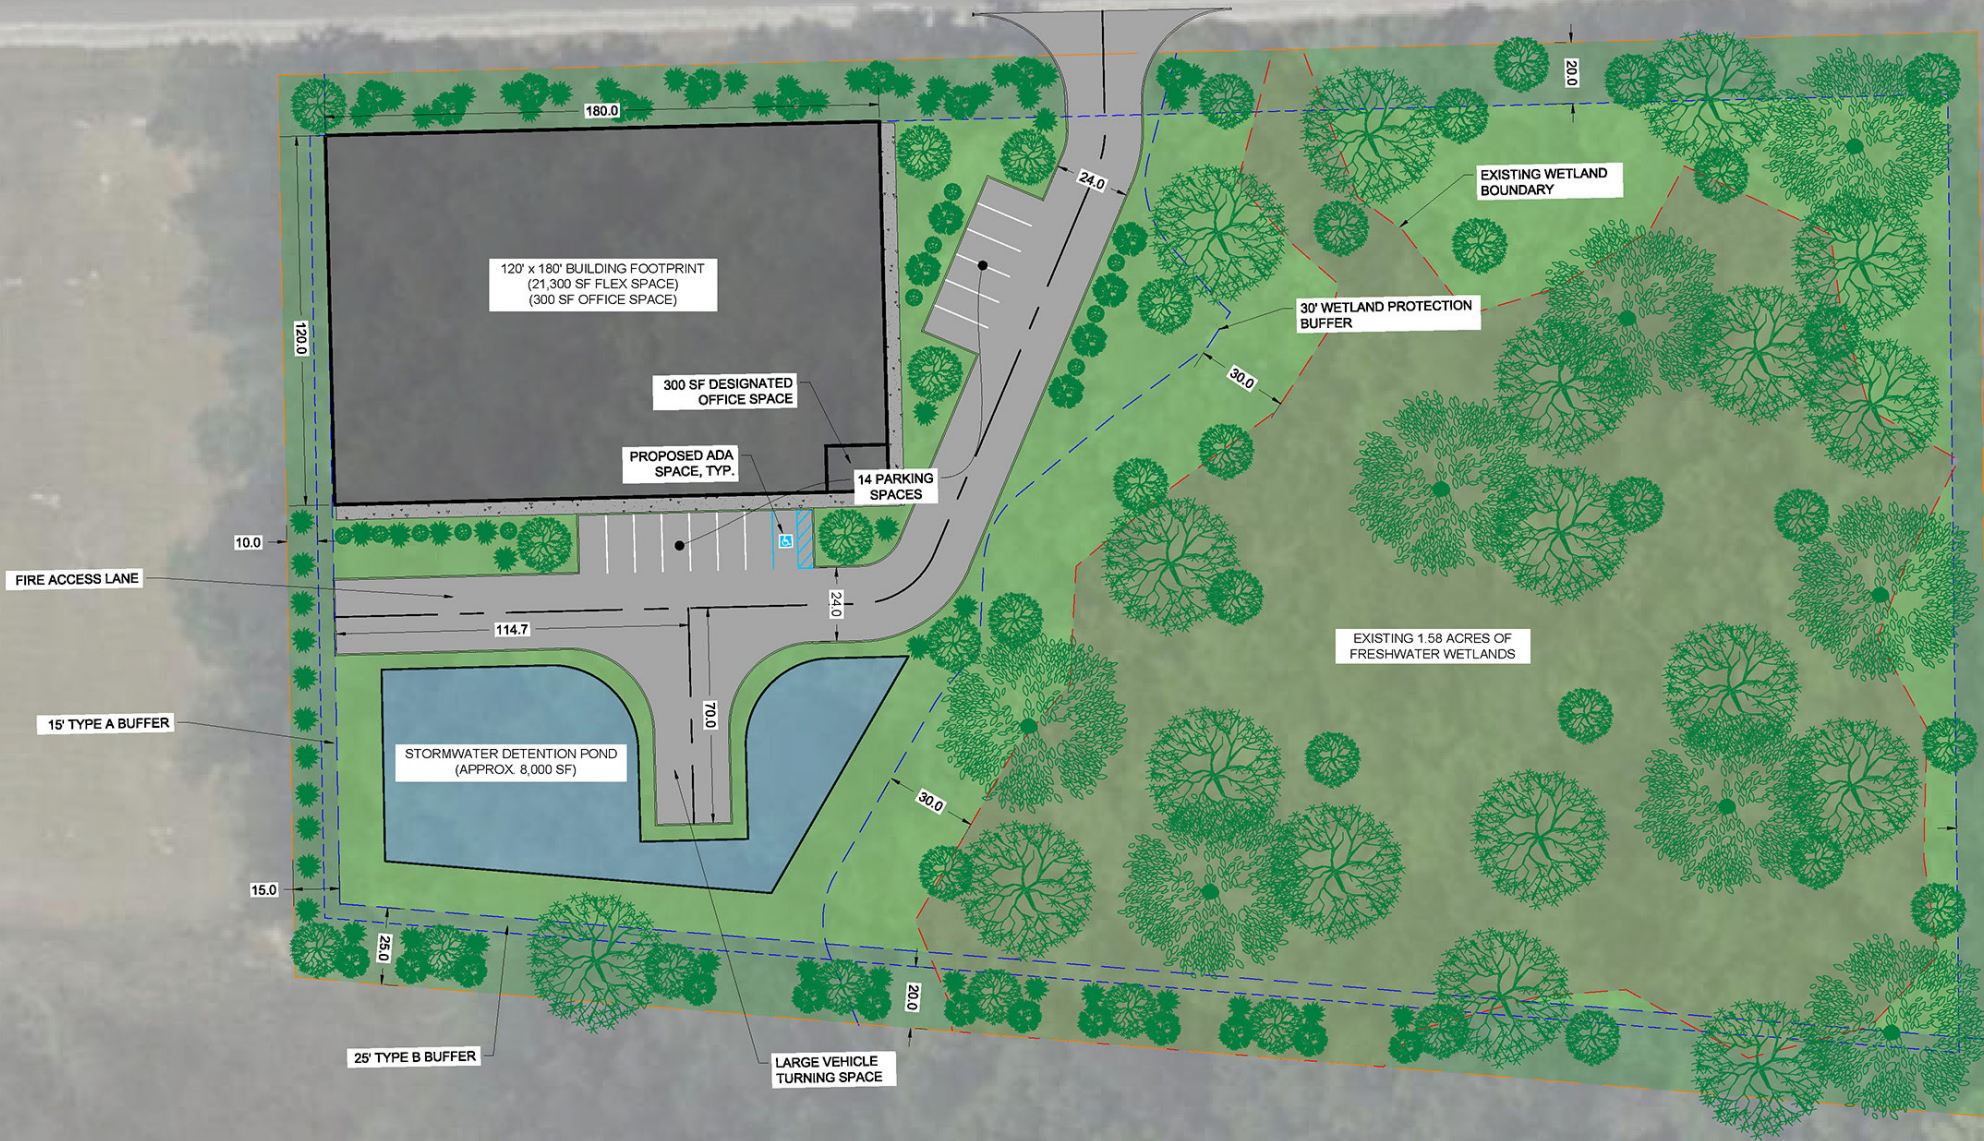 20.0
180.0
24.0
EXISTING WETLAND
BOUNDARY
120' x 180' BUILDING FOOTPRINT
(21,300 SF FLEX SPACE)
(300 SF OFFICE SPACE)
30' WETLAND PROTECTION
BUFFER
120.0
30.0
300 SF DESIGNATED
OFFICE SPACE
PROPOSED ADA
SPACE, TYP.
14 PARKING
SPACES
10.0
FIRE ACCESS LANE
24.0
114.7
EXISTING 1.58 ACRES OF
FRESHWATER WETLANDS
70.0
15' TYPE A BUFFER
STORMWATER DETENTION POND
(APPROX. 8,000 SF)
30.0
15.0
25.0
20.0
25' TYPE B BUFFER
LARGE VEHICLE
TURNING SPACE